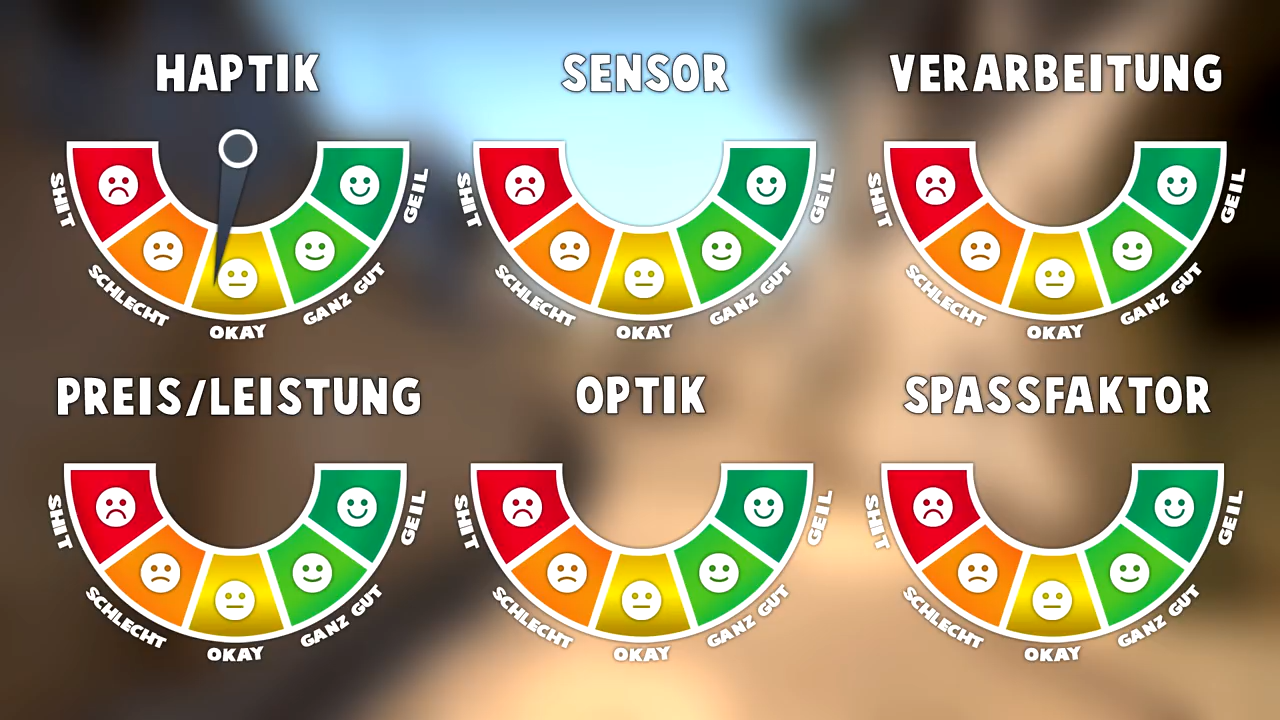 HAPTIK
SHIT
SCHLECHT
OKAY
GANZ GUT
GEIL
SENSOR
SHIT
SCHLECHT
OKAY
GANZ GUT
GEIL
VERARBEITUNG
SHIT
SCHLECHT
OKAY
GANZ GUT
GEIL
PREIS/LEISTUNG
SHIT
SCHLECHT
OKAY
GANZ GUT
GEIL
OPTIK
SHIT
SCHLECHT
OKAY
GANZ GUT
GEIL
SPASSFAKTOR
SHIT
SCHLECHT
OKAY
GANZ GUT
GEIL